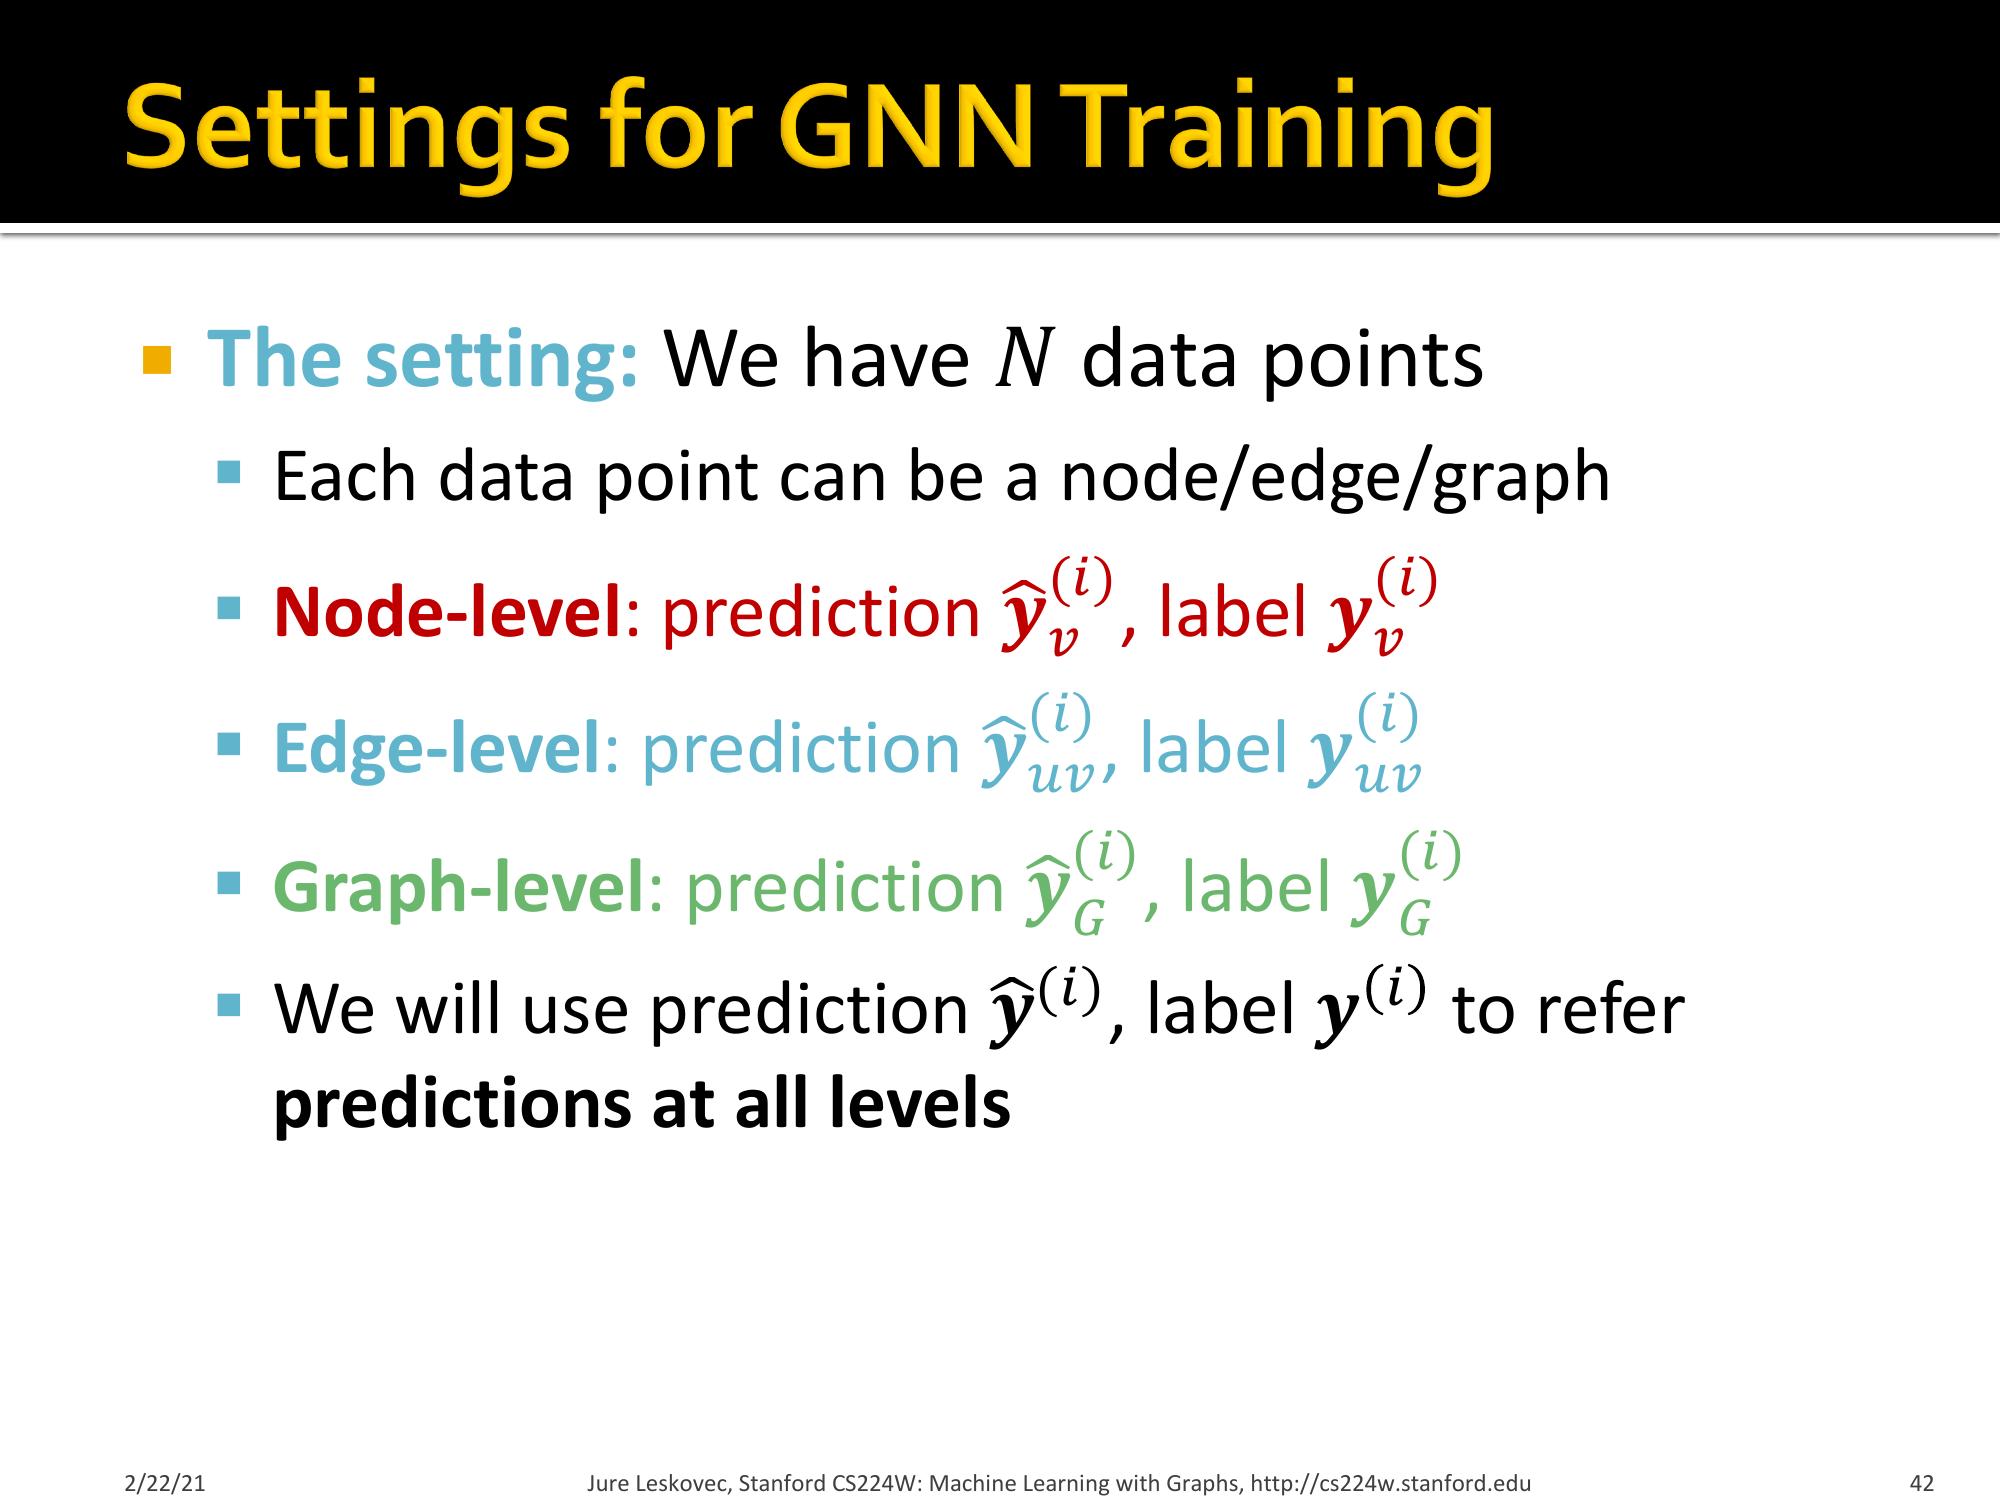 Settings for GNN Training
The setting: We have N data points
Each data point can be a node/edge/graph
Node-level: prediction $\widehat{\boldsymbol{y}}_v^{(i)}$, label $\boldsymbol{y}_v^{(i)}$
Edge-level: prediction $\widehat{\boldsymbol{y}}_{uv}^{(i)}$, label $\boldsymbol{y}_{uv}^{(i)}$
Graph-level: prediction $\widehat{\boldsymbol{y}}_G^{(i)}$, label $\boldsymbol{y}_G^{(i)}$
We will use prediction $\widehat{\boldsymbol{y}}^{(i)}$, label $\boldsymbol{y}^{(i)}$ to refer
predictions at all levels
2/22/21 Jure Leskovec, Stanford CS224W: Machine Learning with Graphs, http://cs224w.stanford.edu 42